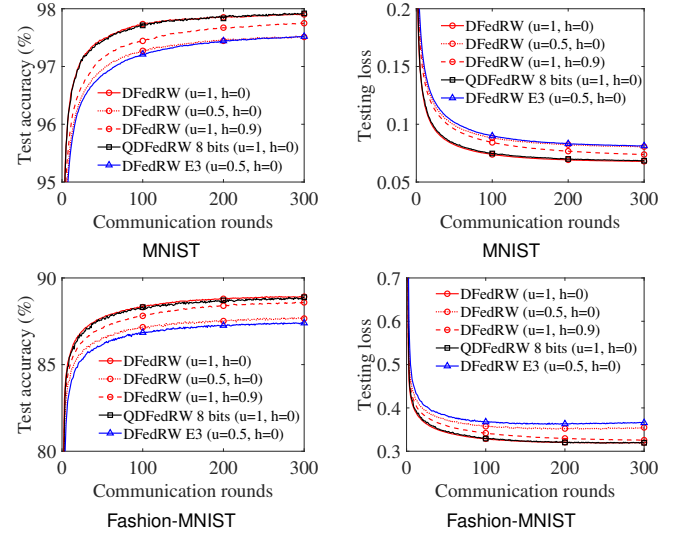 98
97
96
95
0
100
200
300
Test accuracy (%)
Communication rounds
DFedRW (u=1, h=0)
DFedRW (u=0.5, h=0)
DFedRW (u=1, h=0.9)
QDFedRW 8 bits (u=1, h=0)
DFedRW E3 (u=0.5, h=0)
MNIST
0.2
0.15
0.1
0.05
0
100
200
300
Testing loss
Communication rounds
DFedRW (u=1, h=0)
DFedRW (u=0.5, h=0)
DFedRW (u=1, h=0.9)
QDFedRW 8 bits (u=1, h=0)
DFedRW E3 (u=0.5, h=0)
MNIST
90
85
80
0
100
200
300
Test accuracy (%)
Communication rounds
DFedRW (u=1, h=0)
DFedRW (u=0.5, h=0)
DFedRW (u=1, h=0.9)
QDFedRW 8 bits (u=1, h=0)
DFedRW E3 (u=0.5, h=0)
Fashion-MNIST
0.7
0.6
0.5
0.4
0.3
0
100
200
300
Testing loss
Communication rounds
DFedRW (u=1, h=0)
DFedRW (u=0.5, h=0)
DFedRW (u=1, h=0.9)
QDFedRW 8 bits (u=1, h=0)
DFedRW E3 (u=0.5, h=0)
Fashion-MNIST